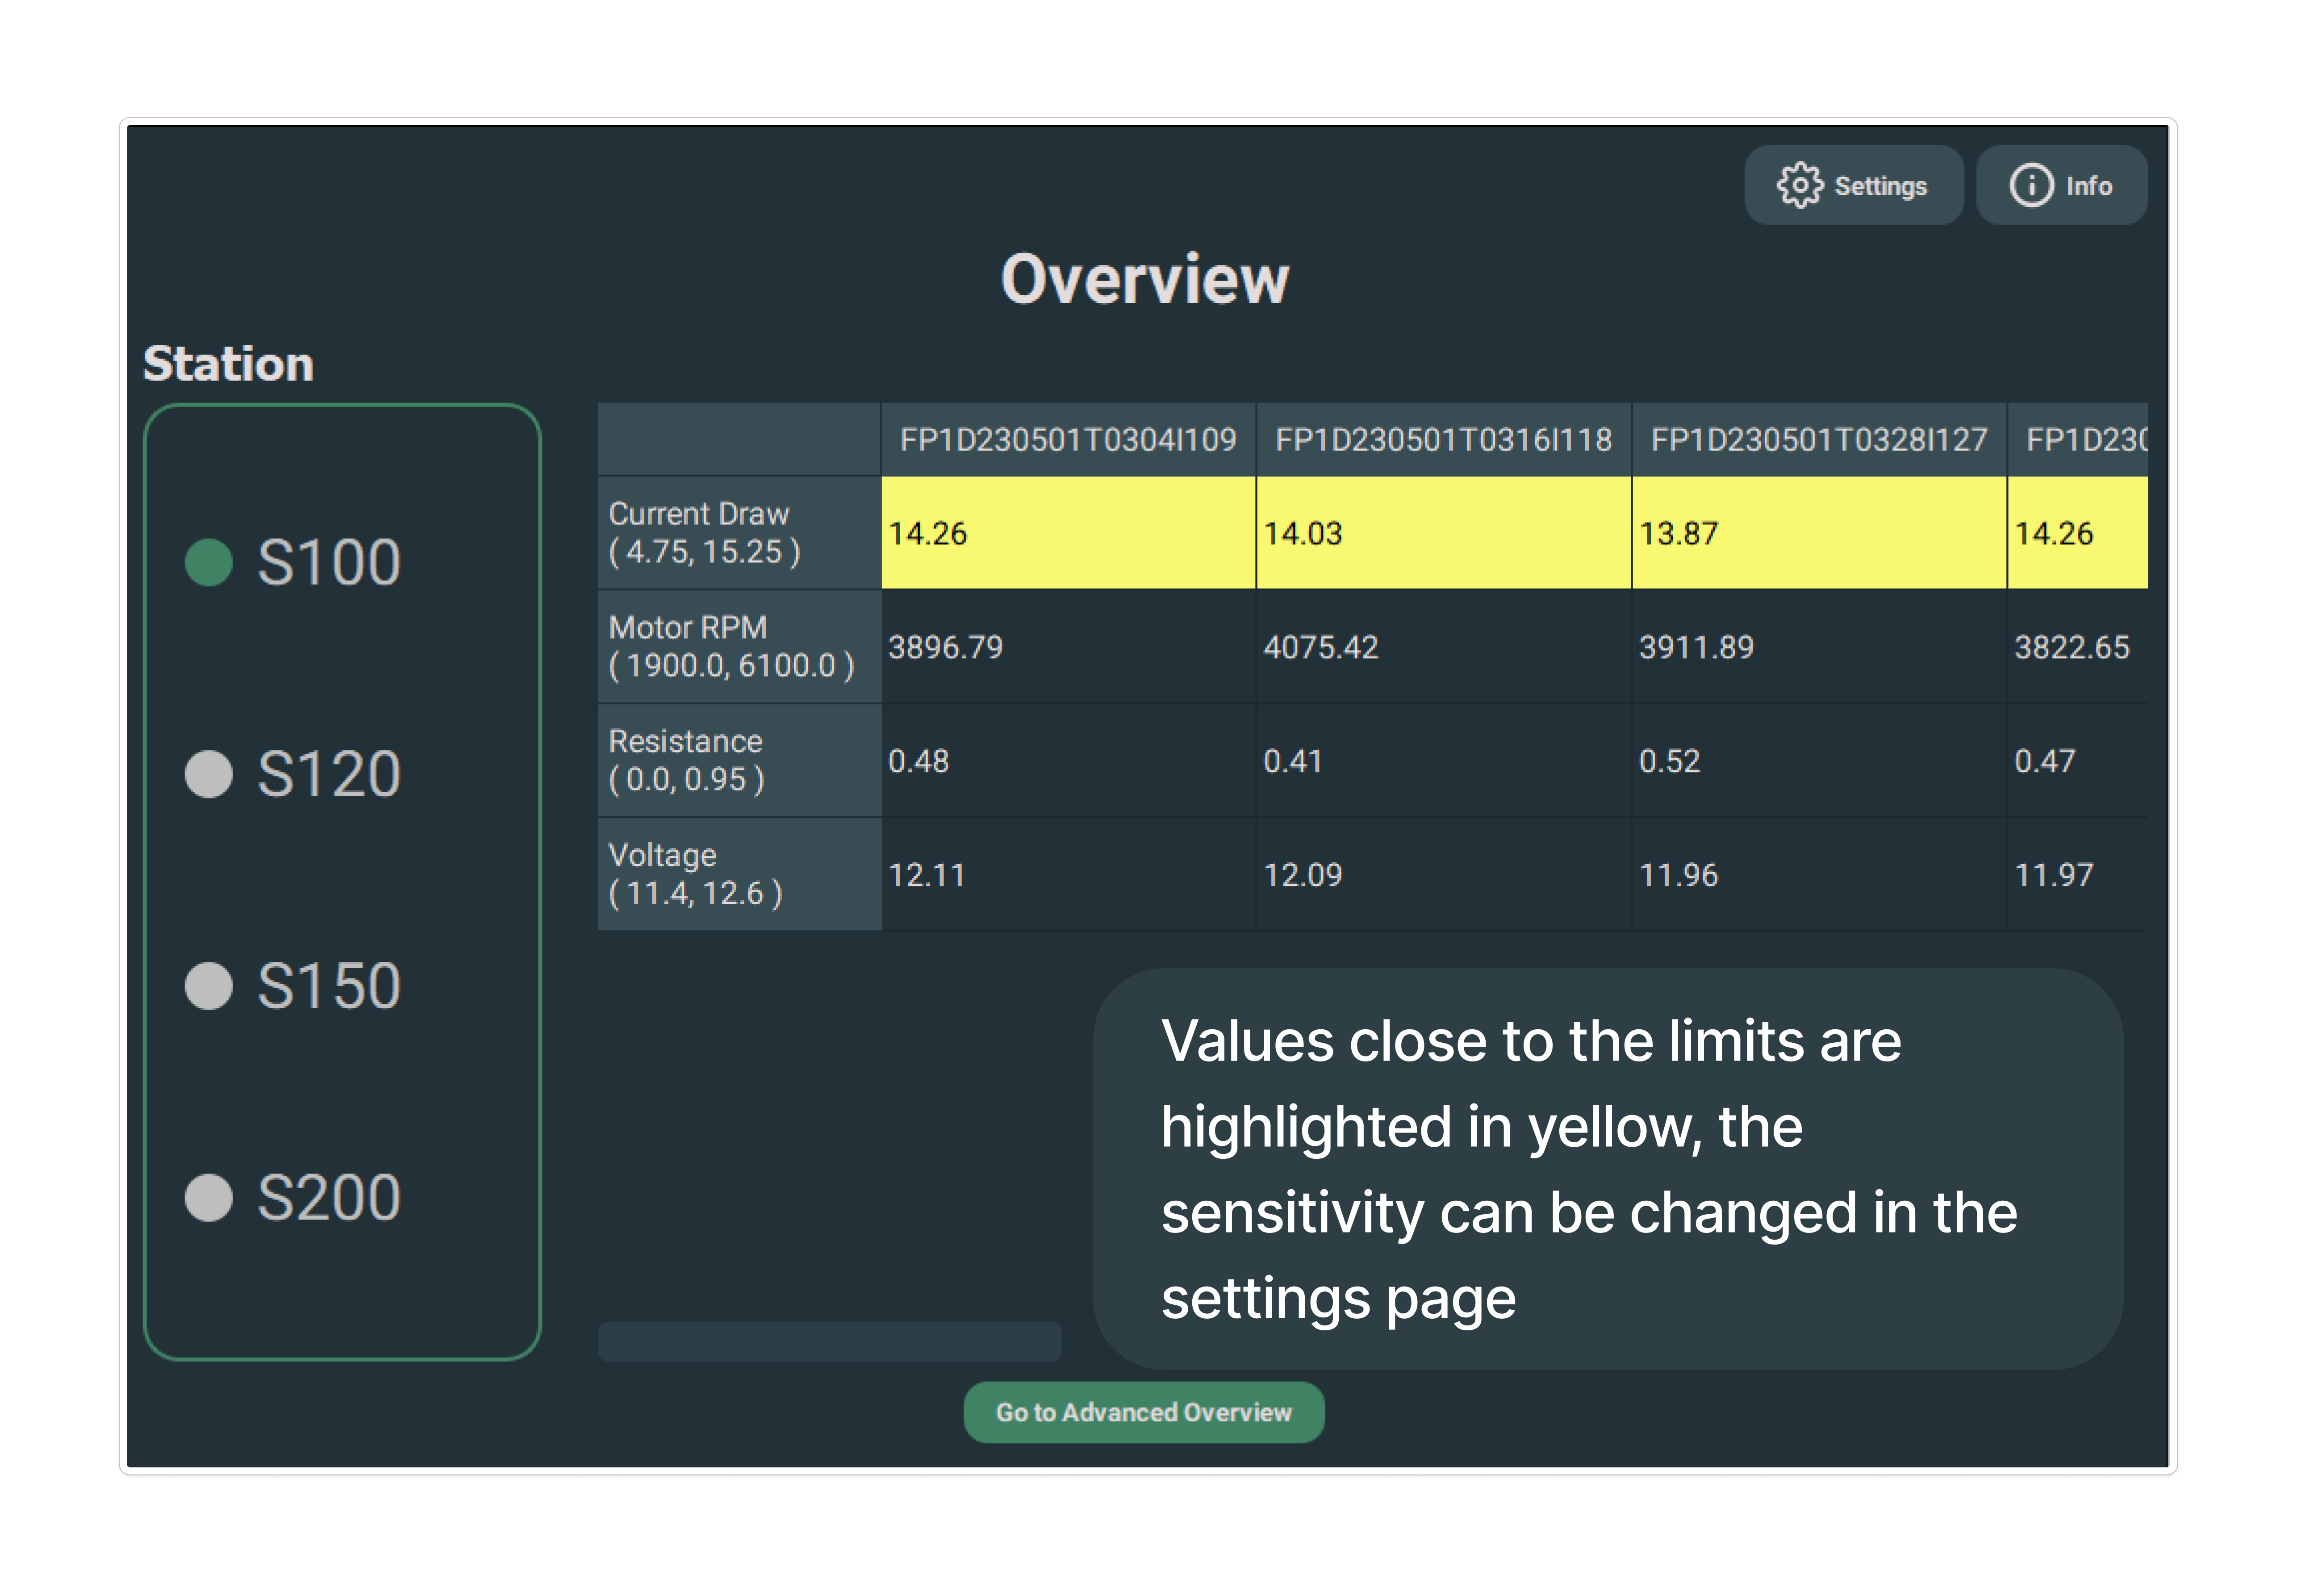 Settings
Info
Overview
Station
S100
S120
S150
S200
FP1D230501T0304I109 FP1D230501T0316I118 FP1D230501T0328I127 FP1D230
Current Draw
( 4.75, 15.25 )
14.26 14.03 13.87 14.26
Motor RPM
( 1900.0, 6100.0 )
3896.79 4075.42 3911.89 3822.65
Resistance
( 0.0, 0.95 )
0.48 0.41 0.52 0.47
Voltage
( 11.4, 12.6 )
12.11 12.09 11.96 11.97
Values close to the limits are
highlighted in yellow, the
sensitivity can be changed in the
settings page
Go to Advanced Overview